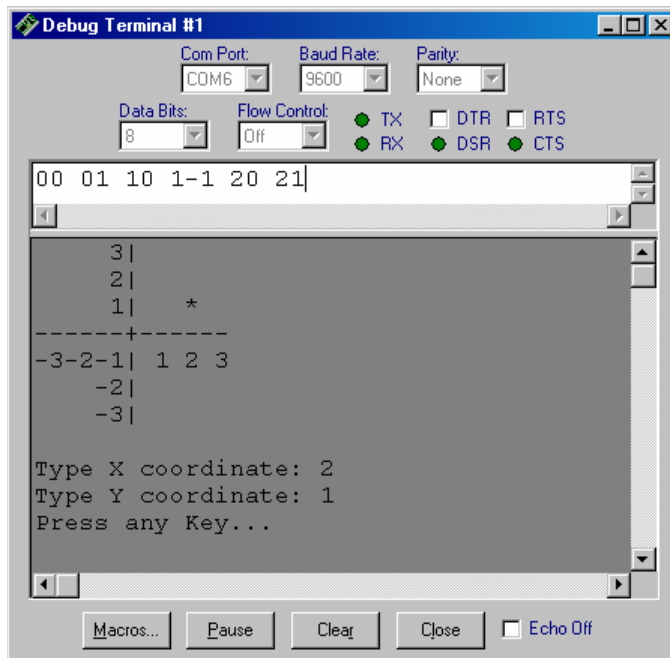 Debug Terminal #1
Com Port: Baud Rate: Parity:
COM6 9600 None
Data Bits: Flow Control: TX DTR RTS
8 Off RX DSR CTS
00 01 10 1-1 20 21
3|
2|
1|   *
------+------
-3-2-1| 1 2 3
-2|
-3|
Type X coordinate: 2
Type Y coordinate: 1
Press any Key...
Macros... Pause Clear Close Echo Off